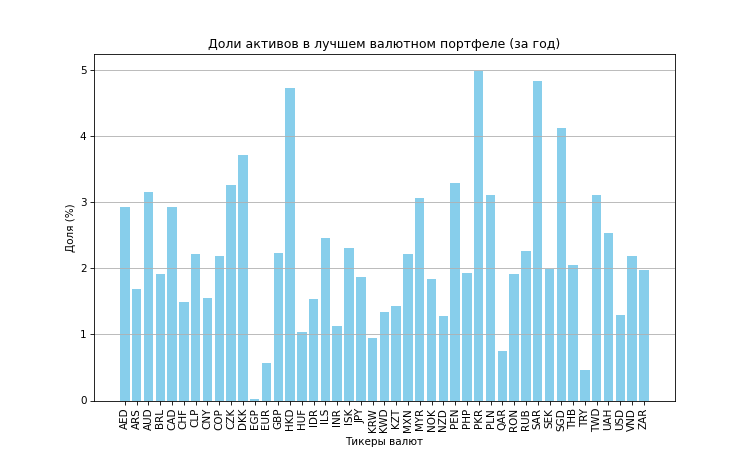 Доли активов в лучшем валютном портфеле (за год)
Доля (%)
5
4
3
2
1
0
AED ARS AUD BRL CAD CHF CLP CNY COP CZK DKK EGP EUR GBP HKD HUF IDR ILS INR ISK JPY KRW KWD KZT MXN MYR NOK NZD PEN PHP PKR PLN QAR RON RUB SAR SEK SGD THB TRY TWD UAH USD VND ZAR
Тикеры валют